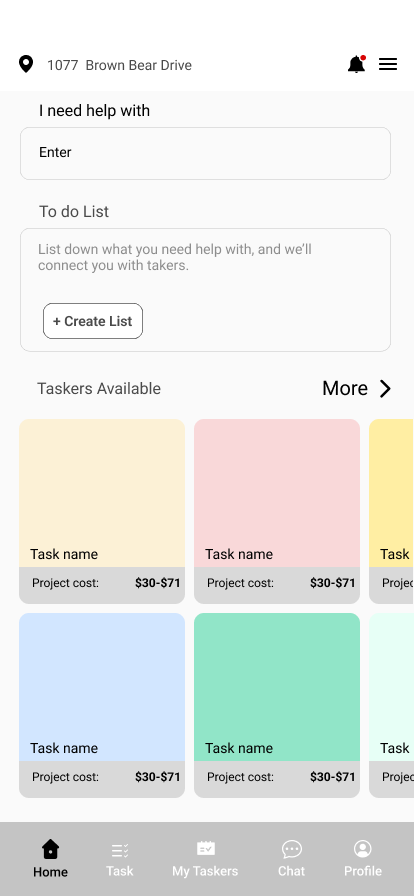 1077 Brown Bear Drive
I need help with
Enter
To do List
List down what you need help with, and we'll
connect you with takers.
+ Create List
Taskers Available
More
Task name
Task name
Task
Project cost: $30-$71
Project cost: $30-$71
Projec
Task name
Task name
Task
Project cost: $30-$71
Project cost: $30-$71
Projec
Home
Task
My Taskers
Chat
Profile